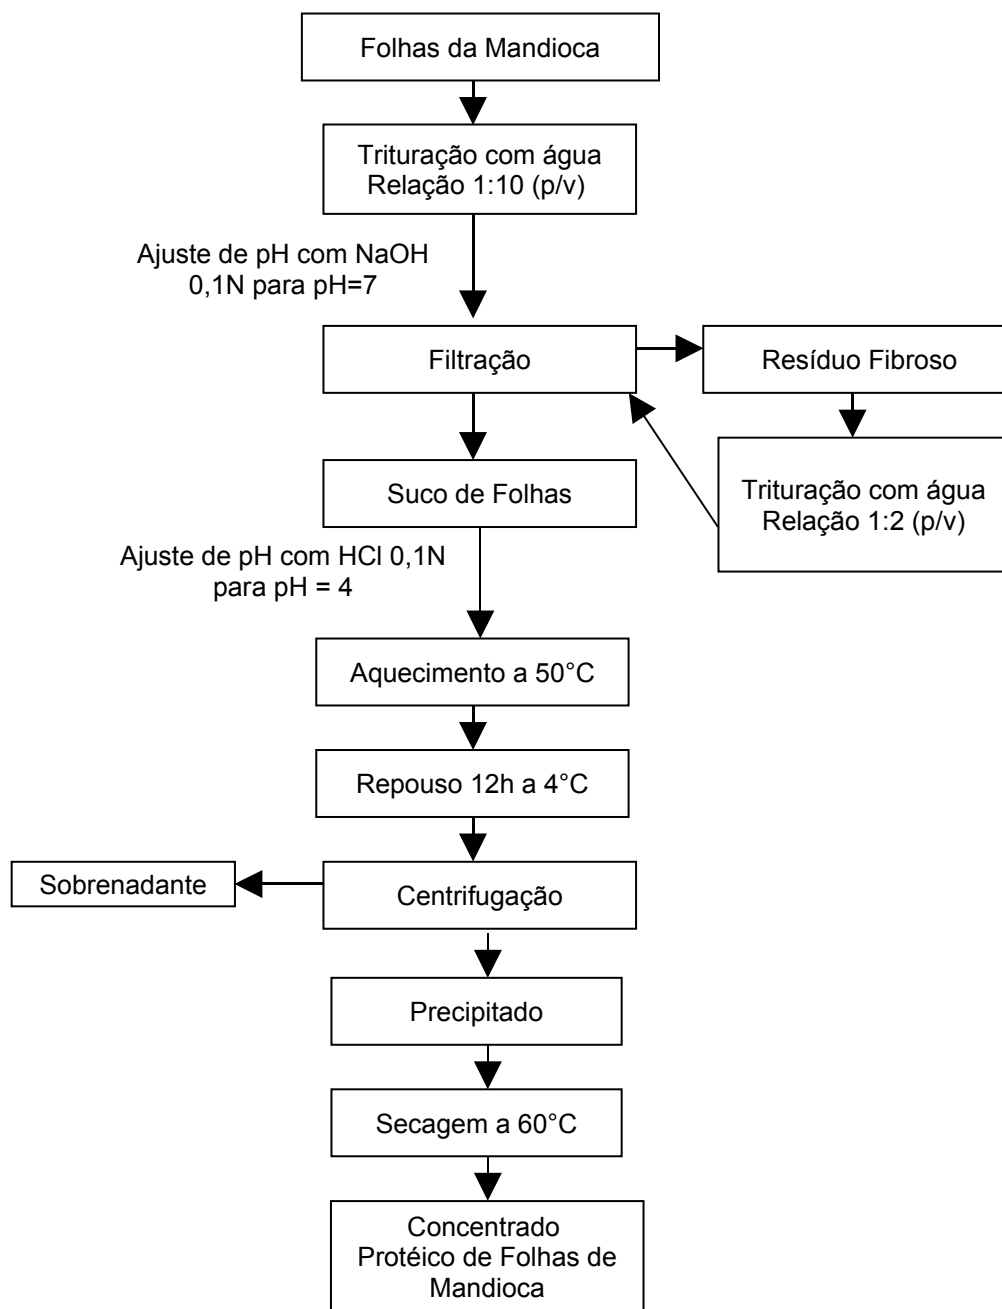 Folhas da Mandioca
Trituração com água
Relação 1:10 (p/v)
Ajuste de pH com NaOH
0,1N para pH=7
Filtração
Resíduo Fibroso
Trituração com água
Relação 1:2 (p/v)
Suco de Folhas
Ajuste de pH com HCl 0,1N
para pH = 4
Aquecimento a 50°C
Repouso 12h a 4°C
Sobrenadante
Centrifugação
Precipitado
Secagem a 60°C
Concentrado
Protéico de Folhas de
Mandioca